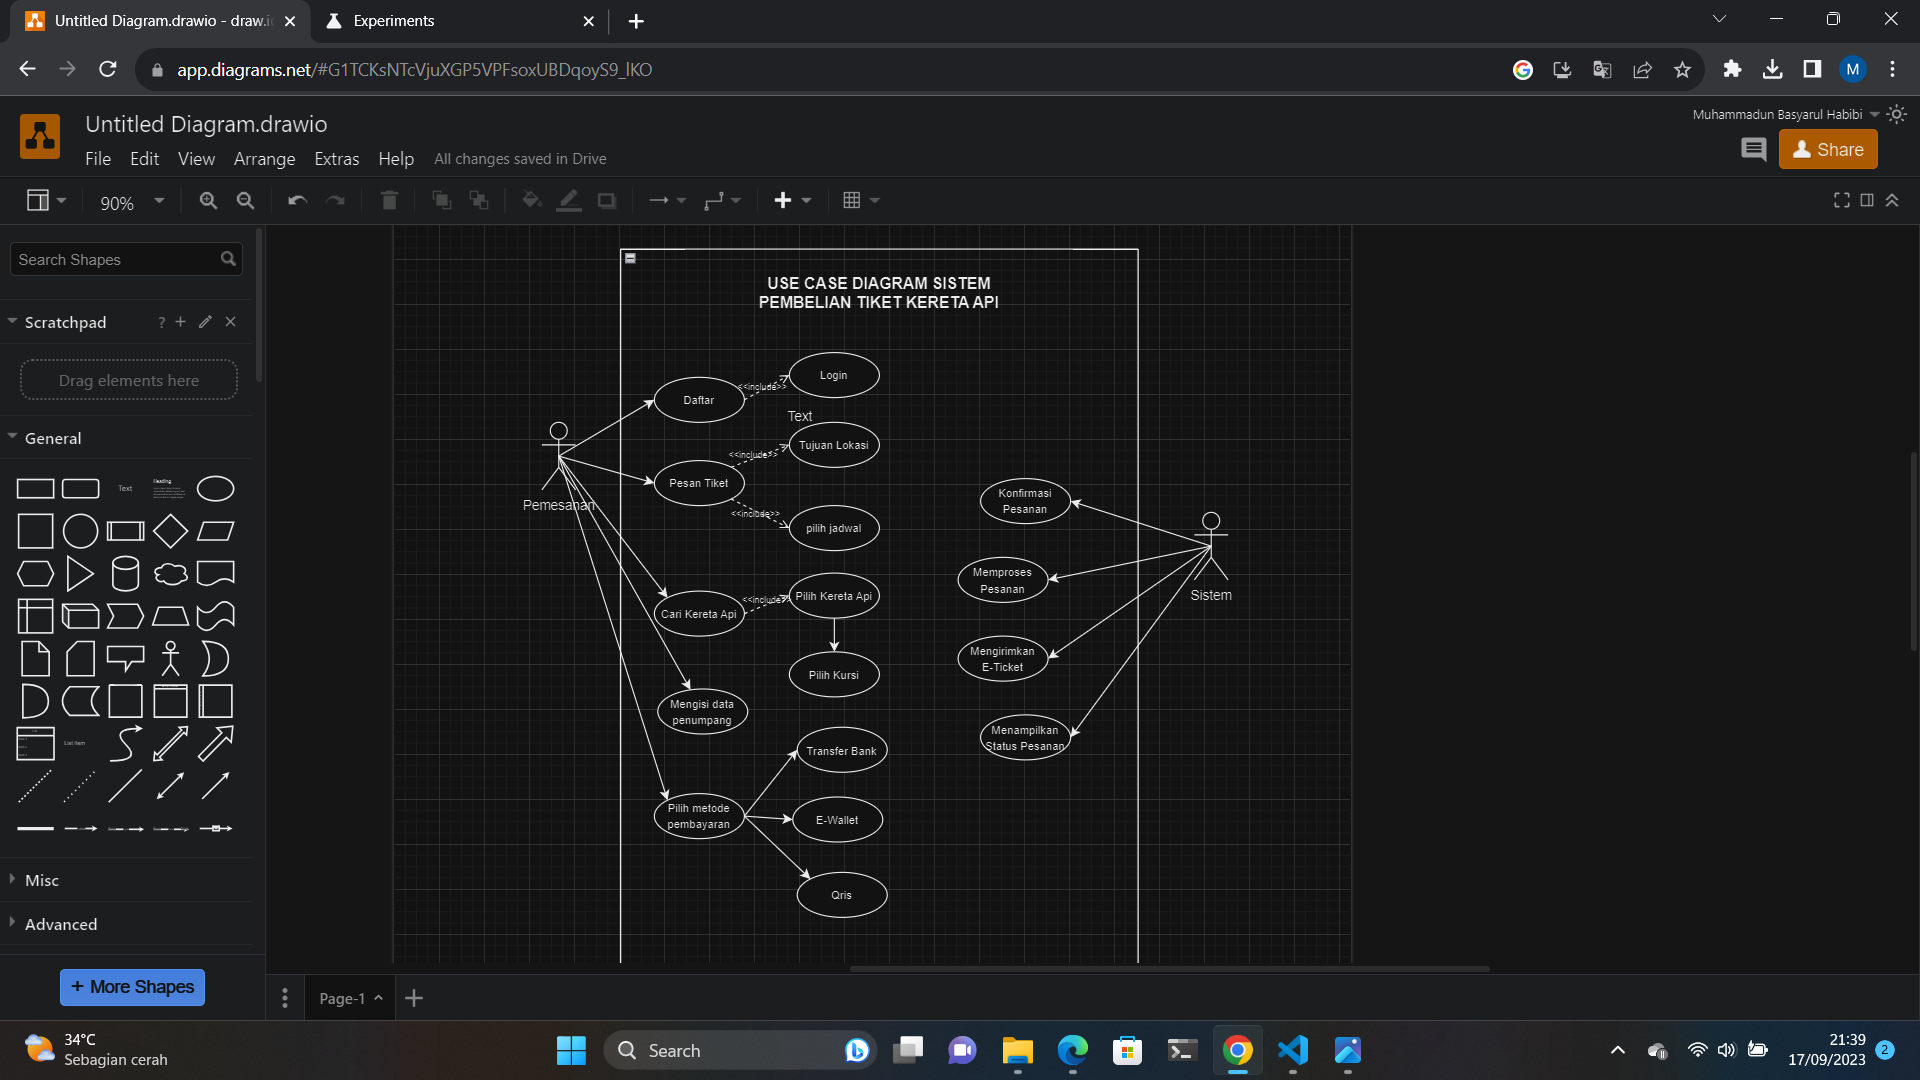 Untitled Diagram.drawio - draw.i
Experiments
app.diagrams.net/#G1TCKsNTcVjuXGP5VPFsoxUBDqoyS9_lKO
M
Untitled Diagram.drawio
Muhammadun Basyarul Habibi
File Edit View Arrange Extras Help All changes saved in Drive
Share
90%
Search Shapes
Scratchpad
?
Drag elements here
General
Text
Heading
List Item
Misc
Advanced
+ More Shapes
USE CASE DIAGRAM SISTEM
PEMBELIAN TIKET KERETA API
Login
<<include>>
Daftar
Text
Tujuan Lokasi
<<include>>
Pesan Tiket
<<include>>
pilih jadwal
Pemesanan
Konfirmasi
Pesanan
Memproses
Pesanan
Sistem
Pilih Kereta Api
<<include>>
Cari Kereta Api
Mengirimkan
E-Ticket
Pilih Kursi
Mengisi data
penumpang
Menampilkan
Status Pesanan
Transfer Bank
Pilih metode
pembayaran
E-Wallet
Qris
Page-1
34°C
Sebagian cerah
Search
21:39
17/09/2023
2